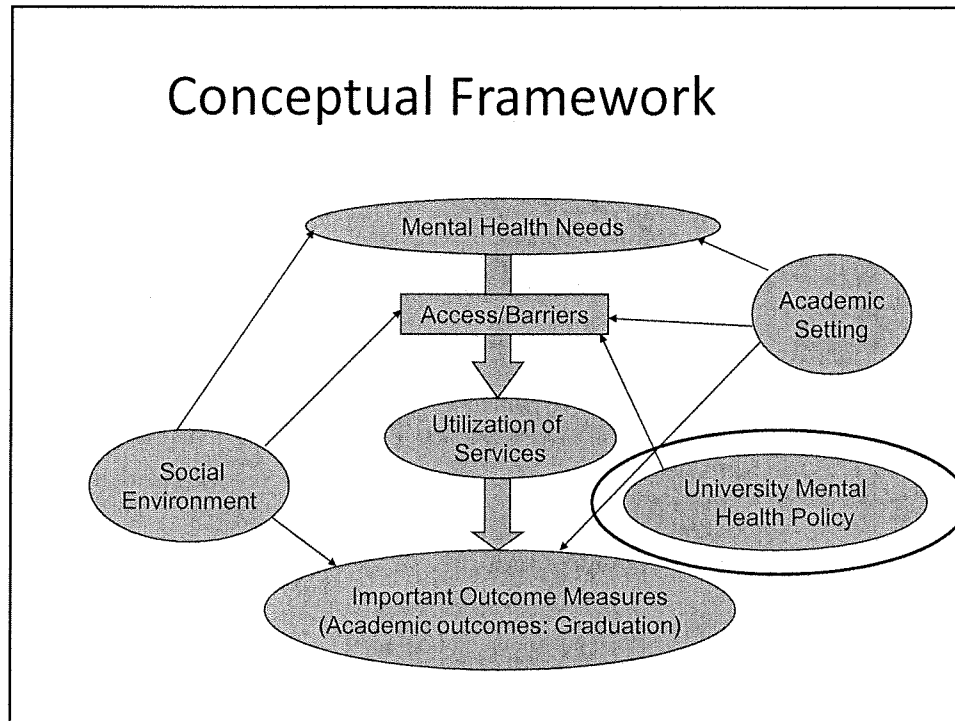 Conceptual Framework
Mental Health Needs
Access/Barriers
Academic
Setting
Utilization of
Services
Social
Environment
University Mental
Health Policy
Important Outcome Measures
(Academic outcomes: Graduation)